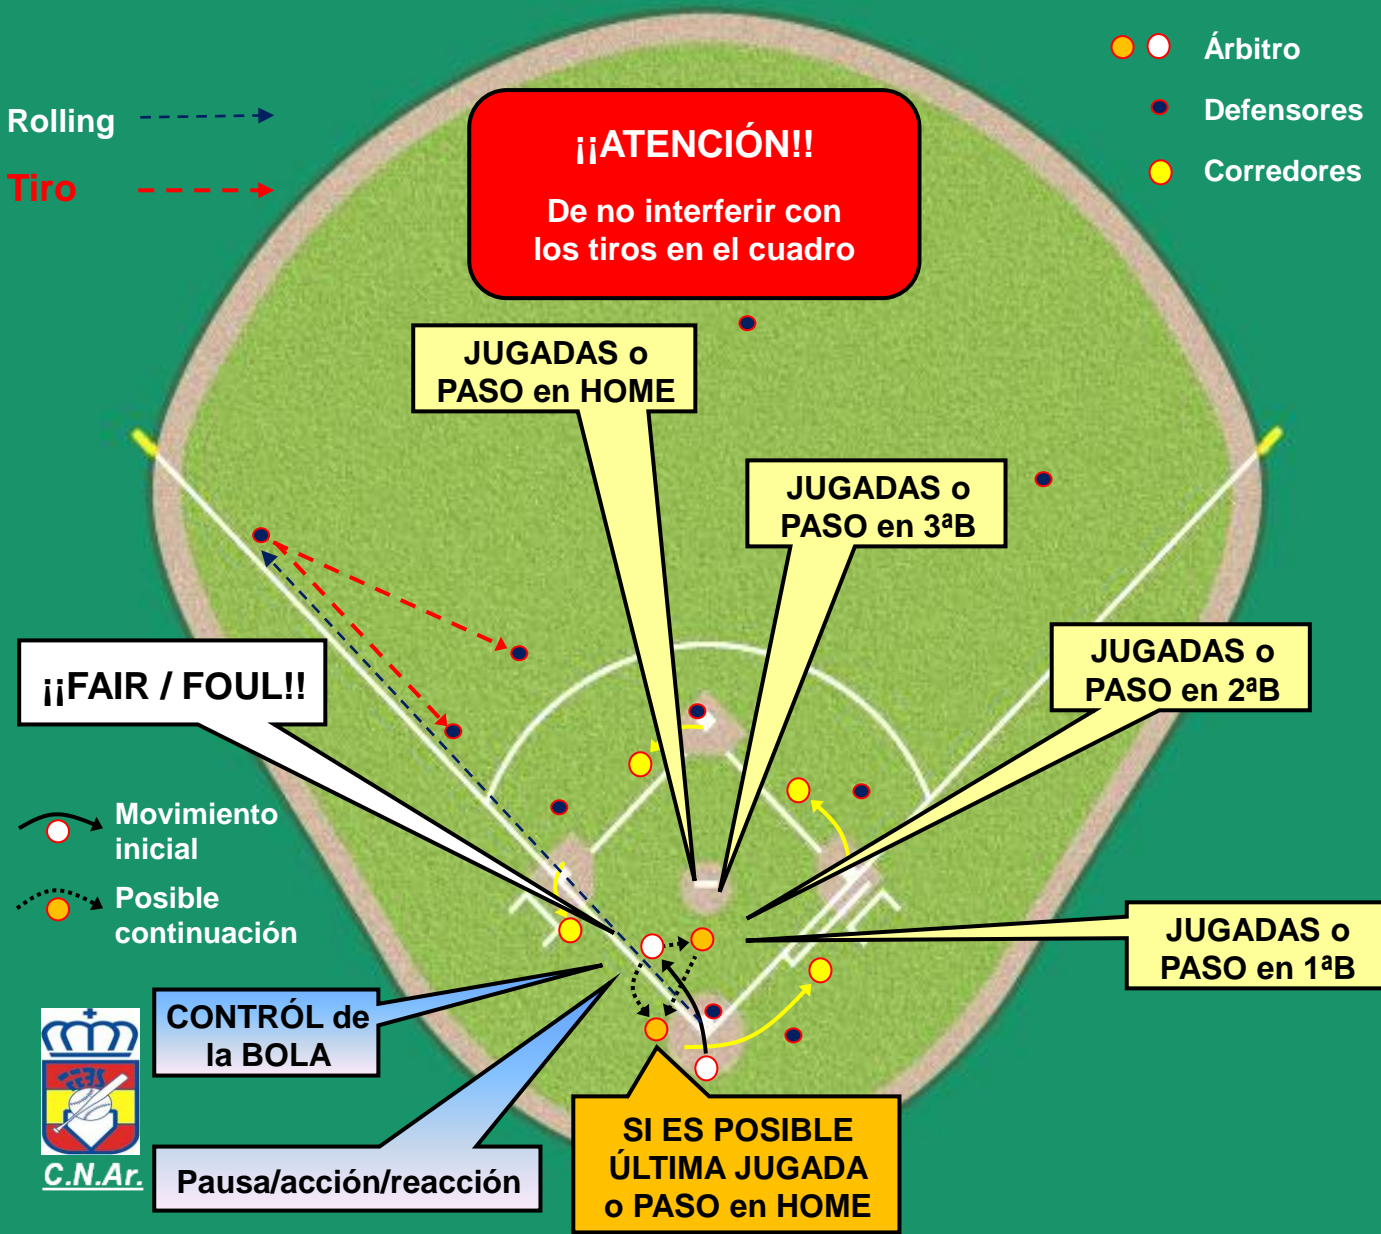 Rolling
Tiro
¡¡ATENCIÓN!!
De no interferir con
los tiros en el cuadro
Árbitro
Defensores
Corredores
JUGADAS o
PASO en HOME
JUGADAS o
PASO en 3ªB
JUGADAS o
PASO en 2ªB
¡¡FAIR / FOUL!!
Movimiento
inicial
Posible
continuación
JUGADAS o
PASO en 1ªB
CONTRÓL de
la BOLA
Pausa/acción/reacción
SI ES POSIBLE
ÚLTIMA JUGADA
o PASO en HOME
C.N.Ar.